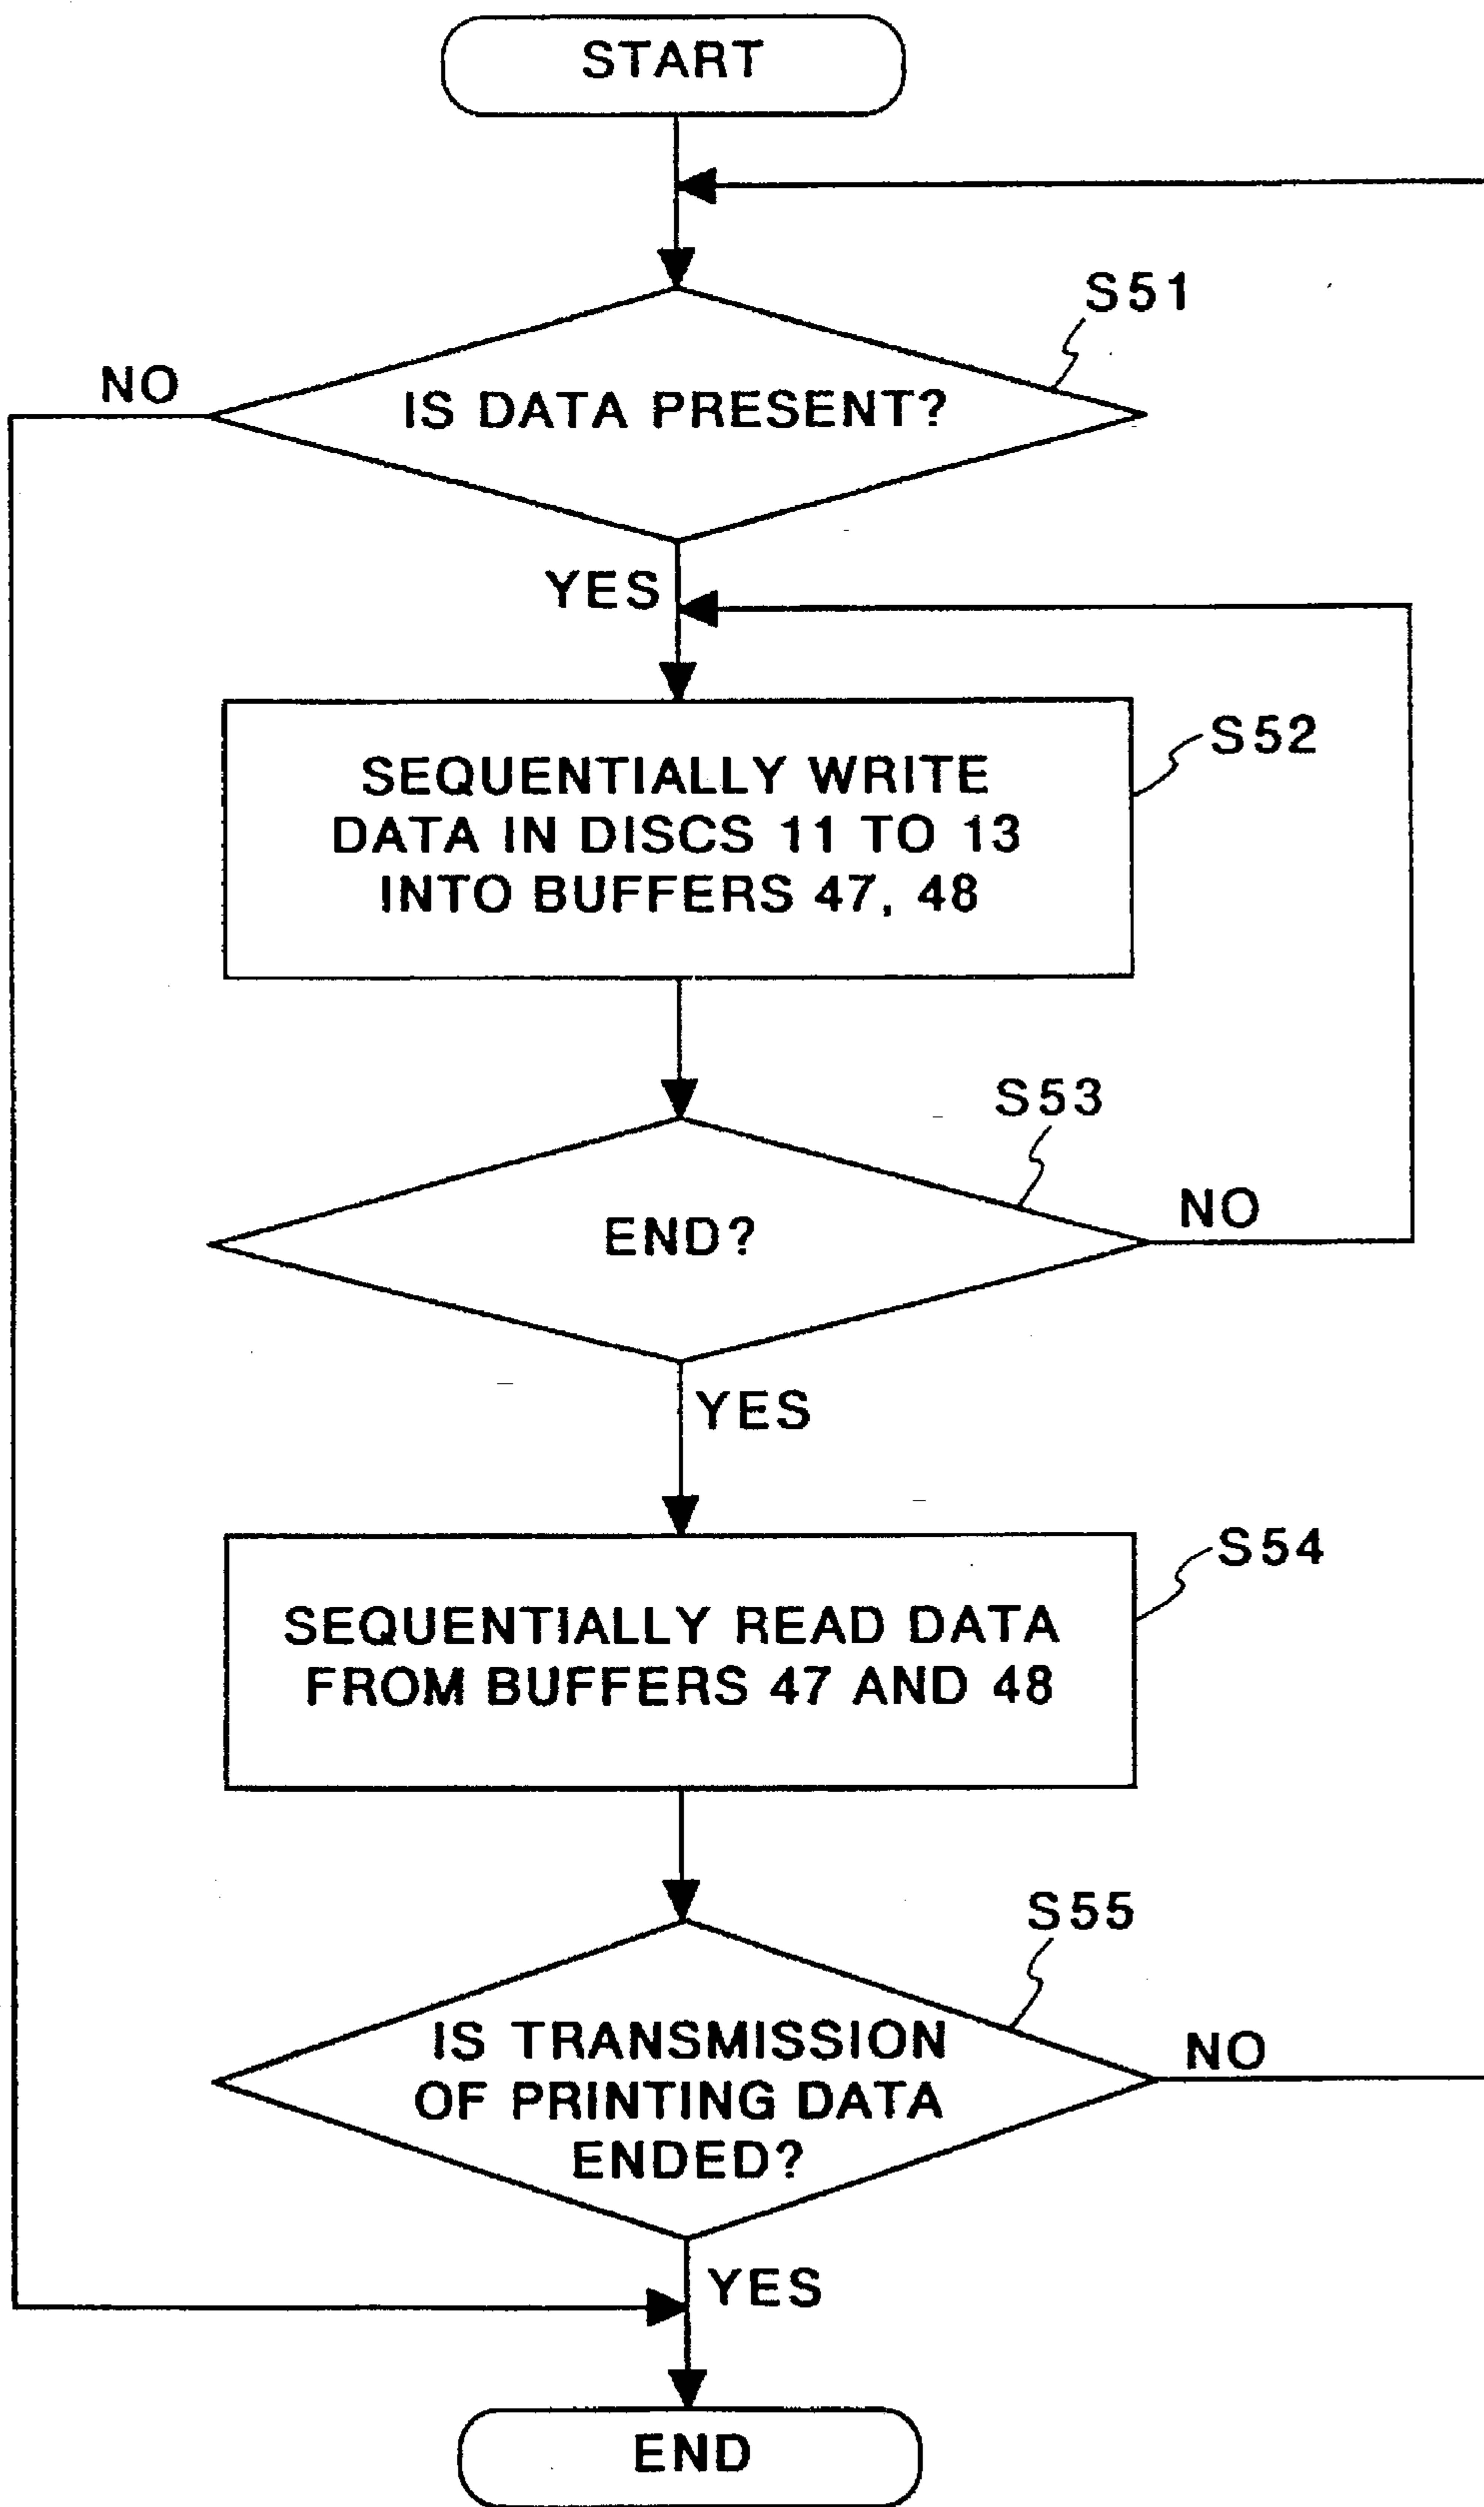 START
S51
NO
IS DATA PRESENT?
YES
S52
SEQUENTIALLY WRITE
DATA IN DISCS 11 TO 13
INTO BUFFERS 47, 48
S53
NO
END?
YES
S54
SEQUENTIALLY READ DATA
FROM BUFFERS 47 AND 48
S55
IS TRANSMISSION
NO
OF PRINTING DATA
ENDED?
YES
END